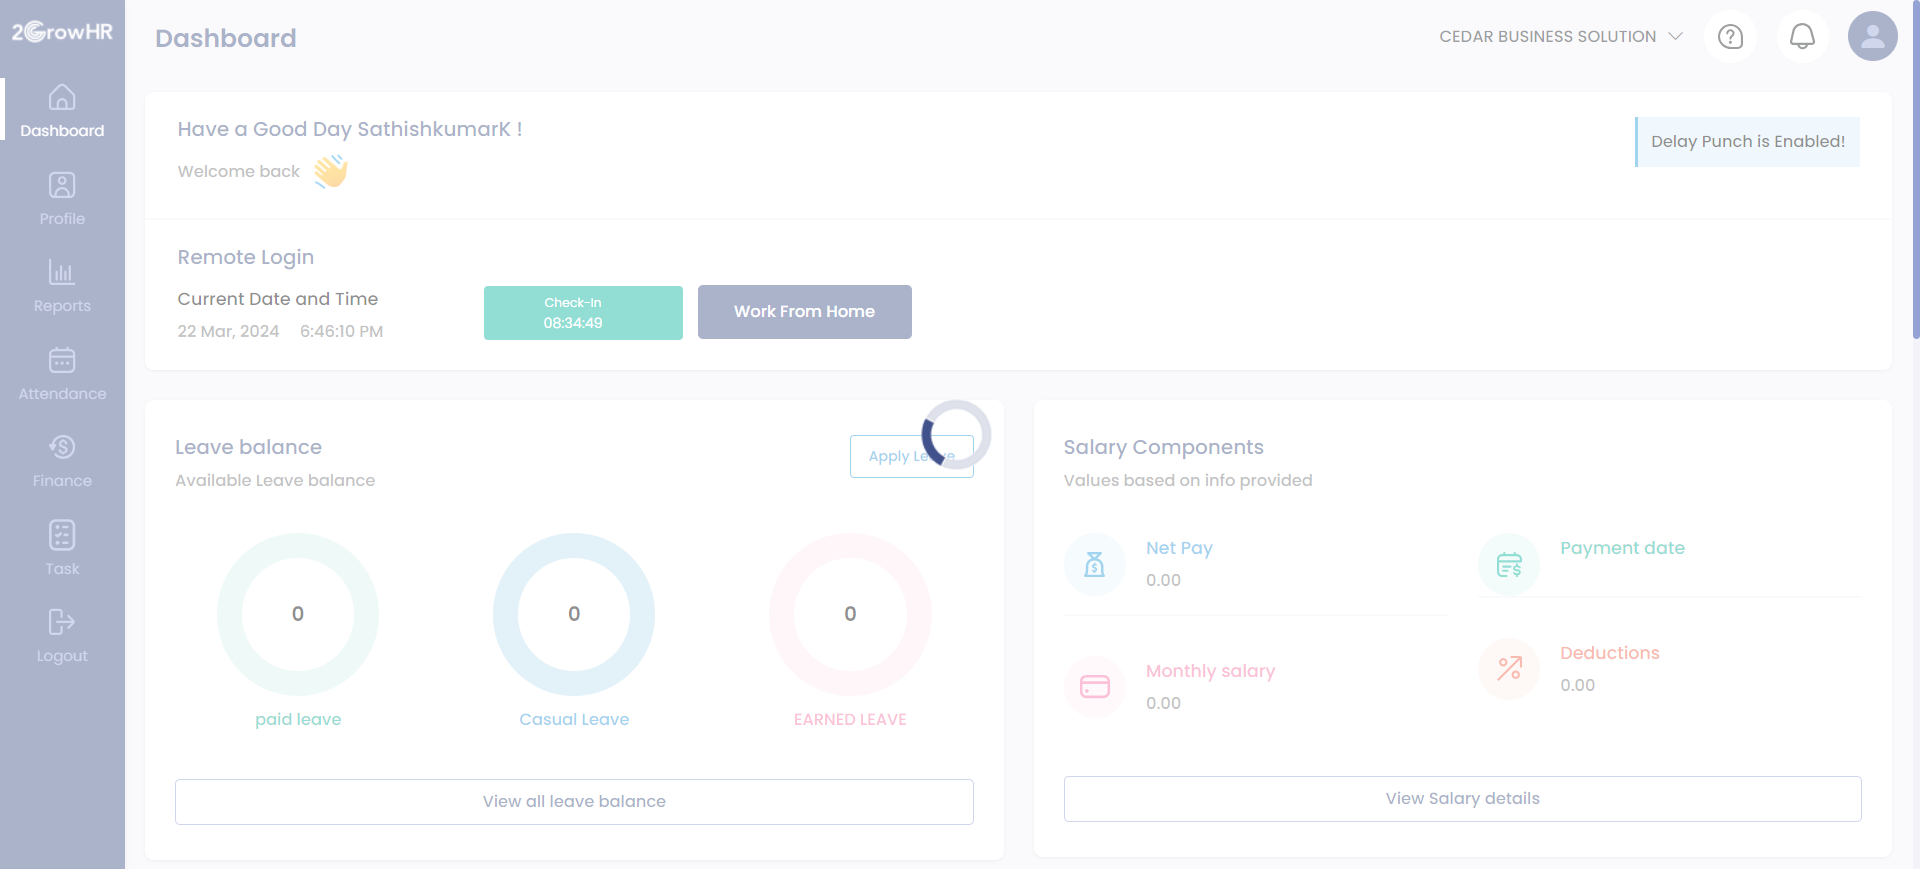 2GrowHR
Dashboard
CEDAR BUSINESS SOLUTION
Dashboard
Profile
Reports
Attendance
Finance
Task
Logout
Have a Good Day SathishkumarK !
Welcome back
Delay Punch is Enabled!
Remote Login
Current Date and Time
22 Mar, 2024 6:46:10 PM
Check-In
08:34:49
Work From Home
Leave balance
Available Leave balance
Apply Leave
0
paid leave
0
Casual Leave
0
EARNED LEAVE
View all leave balance
Salary Components
Values based on info provided
Net Pay
0.00
Payment date
Monthly salary
0.00
Deductions
0.00
View Salary details